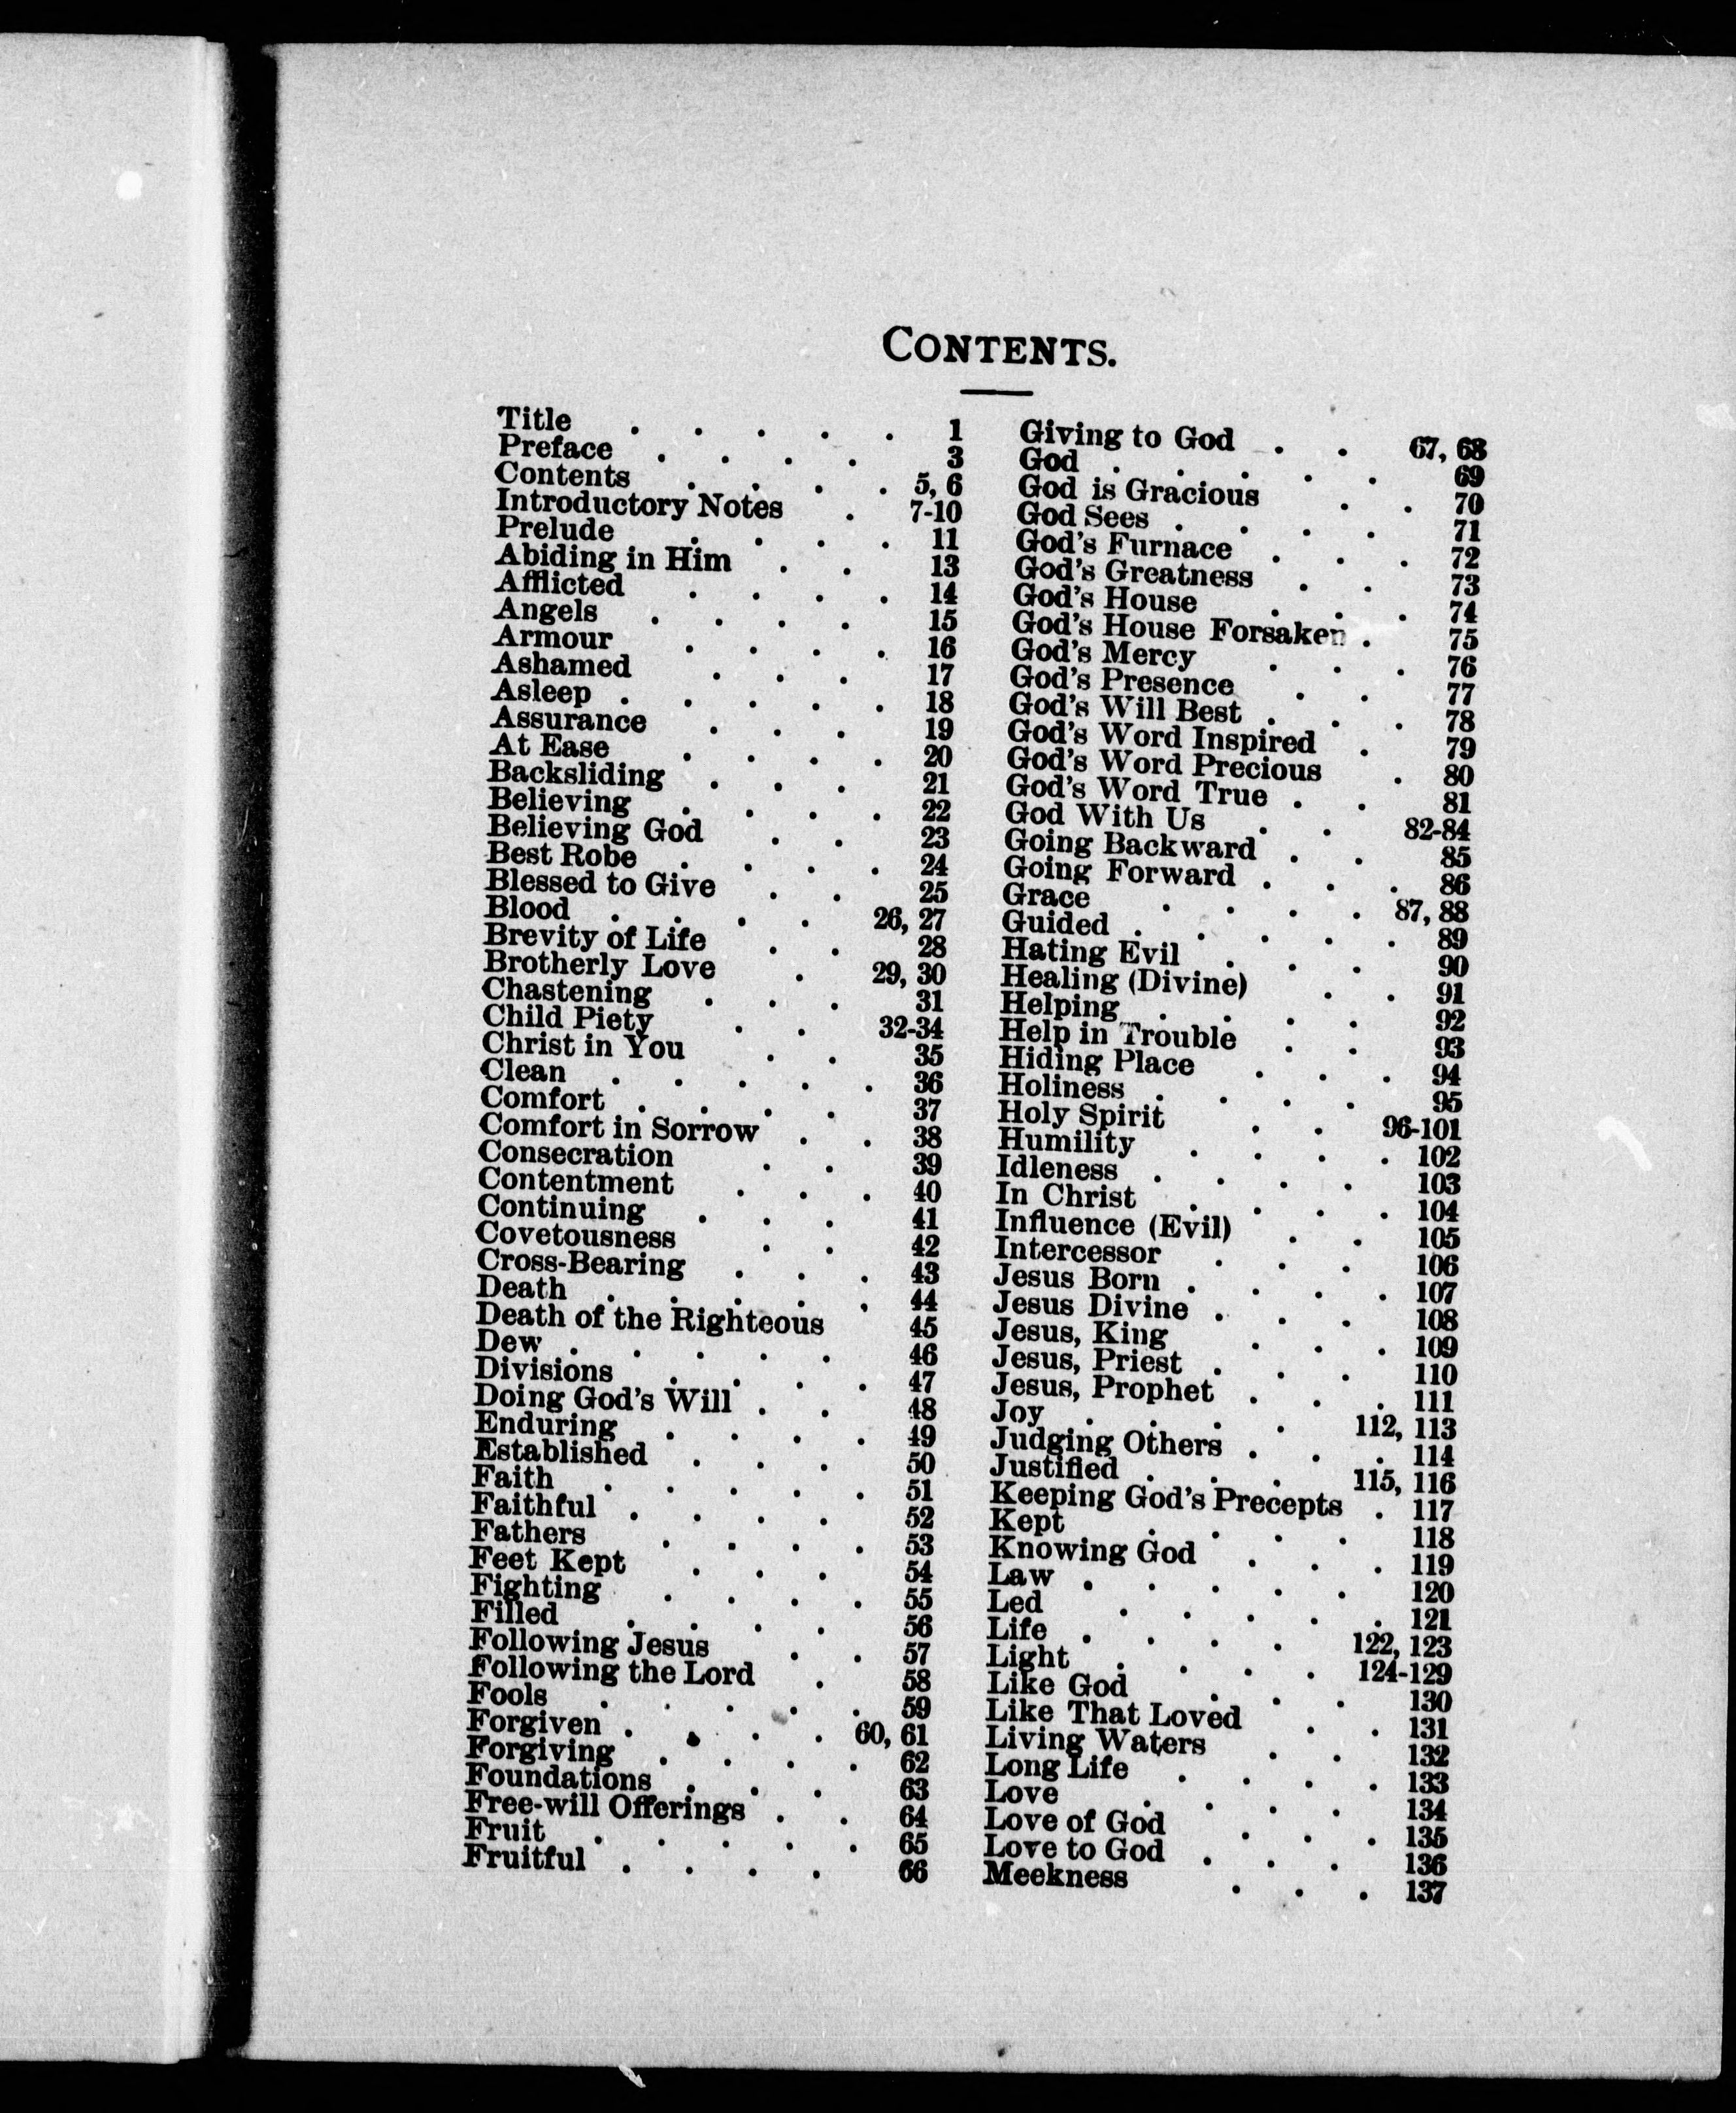 CONTENTS.
Title . . . . . 1
Preface . . . . 3
Contents . . . . 5, 6
Introductory Notes . 7-10
Prelude . . . . 11
Abiding in Him . . 13
Afflicted . . . . 14
Angels . . . . 15
Armour . . . . 16
Ashamed . . . 17
Asleep . . . . . 18
Assurance . . . 19
At Ease . . . . 20
Backsliding . . . 21
Believing . . . . 22
Believing God . . 23
Best Robe . . . . 24
Blessed to Give . . 25
Blood . . . . 26, 27
Brevity of Life . . 28
Brotherly Love . 29, 30
Chastening . . . 31
Child Piety . . 32-34
Christ in You . . 35
Clean . . . . . 36
Comfort . . . . 37
Comfort in Sorrow . . 38
Consecration . . 39
Contentment . . . 40
Continuing . . . 41
Covetousness . . 42
Cross-Bearing . . . 43
Death . . . . . 44
Death of the Righteous 45
Dew . . . . . 46
Divisions . . . . 47
Doing God's Will . . 48
Enduring . . . . 49
Established . . . 50
Faith . . . . . 51
Faithful . . . . 52
Fathers . . . . 53
Feet Kept . . . 54
Fighting . . . . 55
Filled . . . . 56
Following Jesus . . 57
Following the Lord . 58
Fools . . . . . 59
Forgiven . . . . 60, 61
Forgiving . . . . 62
Foundations . . . 63
Free-will Offerings . . 64
Fruit . . . . . 65
Fruitful . . . . 66
Giving to God . . 67, 68
God . . . . . 69
God is Gracious . . 70
God Sees . . . . 71
God's Furnace . . . 72
God's Greatness . . 73
God's House . . . 74
God's House Forsaken . 75
God's Mercy . . . 76
God's Presence . . 77
God's Will Best . . . 78
God's Word Inspired . 79
God's Word Precious . 80
God's Word True . . 81
God With Us . . 82-84
Going Backward . . 85
Going Forward . . . 86
Grace . . . . 87, 88
Guided . . . . . 89
Hating Evil . . . 90
Healing (Divine) . . 91
Helping . . . . 92
Help in Trouble . . 93
Hiding Place . . . 94
Holiness . . . . 95
Holy Spirit . . 96-101
Humility . . . . 102
Idleness . . . . 103
In Christ . . . . 104
Influence (Evil) . . 105
Intercessor . . . 106
Jesus Born . . . . 107
Jesus Divine . . . 108
Jesus, King . . . 109
Jesus, Priest . . . 110
Jesus, Prophet . . . 111
Joy . . . . 112, 113
Judging Others . . . 114
Justified . . . 115, 116
Keeping God's Precepts . 117
Kept . . . . 118
Knowing God . . . 119
Law . . . . . 120
Led . . . . . 121
Life . . . . 122, 123
Light . . . . 124-129
Like God . . . 130
Like That Loved . . 131
Living Waters . . 132
Long Life . . . . 133
Love . . . . 134
Love of God . . . 135
Love to God . . . 136
Meekness . . . 137